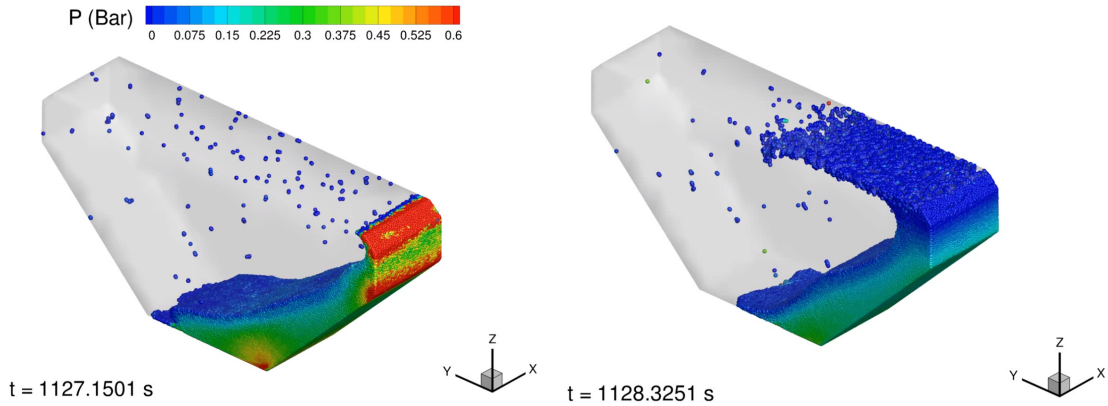 P (Bar)
0 0.075 0.15 0.225 0.3 0.375 0.45 0.525 0.6
Z
Y X
t = 1127.1501 s
Z
Y X
t = 1128.3251 s